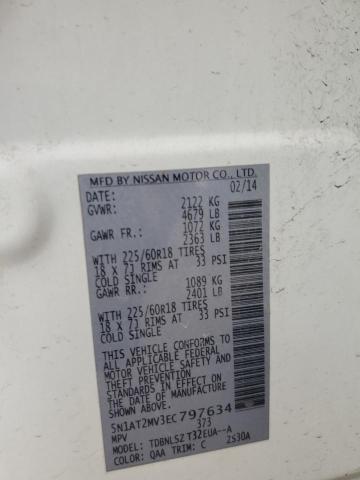 MFD BY NISSAN MOTOR CO., LTD.
DATE: 02/14
GVWR: 2122 KG
4679 LB
GAWR FR.: 1072 KG
2363 LB
WITH 225/60R18 TIRES
18 X 7J RIMS AT 33 PSI
COLD SINGLE
GAWR RR.: 1089 KG
2401 LB
WITH 225/60R18 TIRES
18 X 7J RIMS AT 33 PSI
COLD SINGLE
THIS VEHICLE CONFORMS TO
ALL APPLICABLE FEDERAL
MOTOR VEHICLE SAFETY
STANDARDS IN EFFECT ON
THE DATE OF MANUFACTURE
SHOWN ABOVE.
5N1AT2MV3EC797634
MPV 373
MODEL: TDBNLSZ T32EUA--A
COLOR: QAA TRIM: C 2S30A